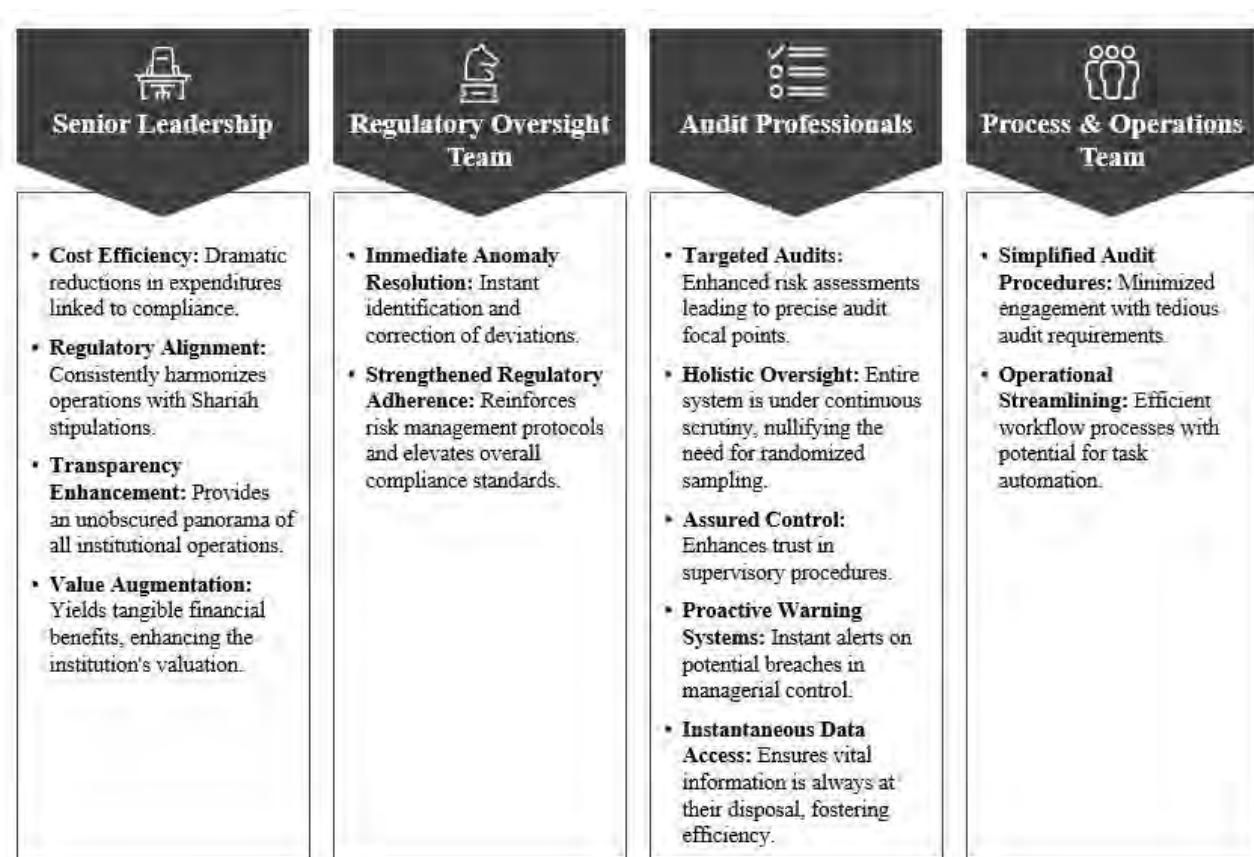 Senior Leadership
• Cost Efficiency: Dramatic
reductions in expenditures
linked to compliance.
• Regulatory Alignment:
Consistently harmonizes
operations with Shariah
stipulations.
• Transparency
Enhancement: Provides
an unobscured panorama of
all institutional operations.
• Value Augmentation:
Yields tangible financial
benefits, enhancing the
institution's valuation.
Regulatory Oversight
Team
• Immediate Anomaly
Resolution: Instant
identification and
correction of deviations.
• Strengthened Regulatory
Adherence: Reinforces
risk management protocols
and elevates overall
compliance standards.
Audit Professionals
• Targeted Audits:
Enhanced risk assessments
leading to precise audit
focal points.
• Holistic Oversight: Entire
system is under continuous
scrutiny, nullifying the
need for randomized
sampling.
• Assured Control:
Enhances trust in
supervisory procedures.
• Proactive Warning
Systems: Instant alerts on
potential breaches in
managerial control.
• Instantaneous Data
Access: Ensures vital
information is always at
their disposal, fostering
efficiency.
Process & Operations
Team
• Simplified Audit
Procedures: Minimized
engagement with tedious
audit requirements.
• Operational
Streamlining: Efficient
workflow processes with
potential for task
automation.